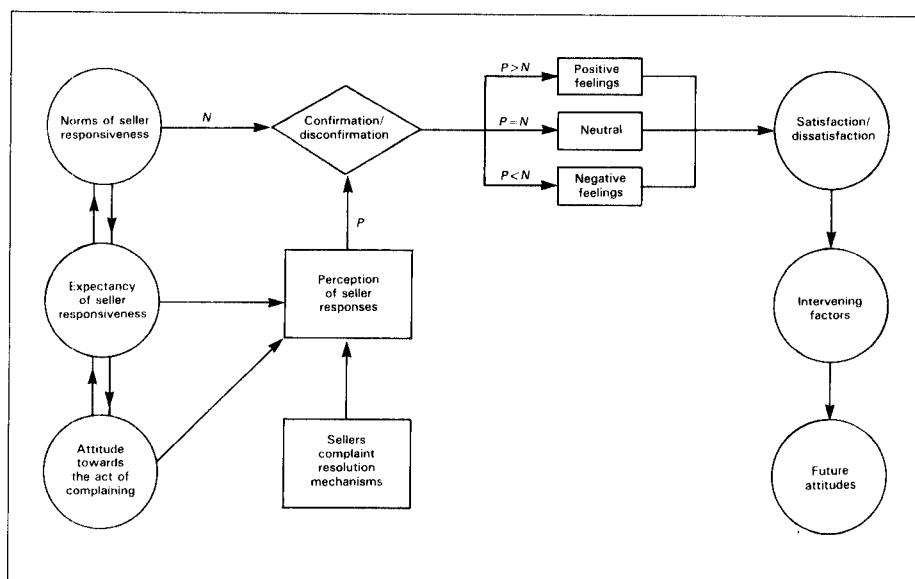 Norms of seller
responsiveness
N
Confirmation/
disconfirmation
P>N
Positive
feelings
P=N
Neutral
P<N
Negative
feelings
Satisfaction/
dissatisfaction
P
Expectancy
of seller
responsiveness
Perception
of seller
responses
Intervening
factors
Attitude
towards
the act of
complaining
Sellers
complaint
resolution
mechanisms
Future
attitudes